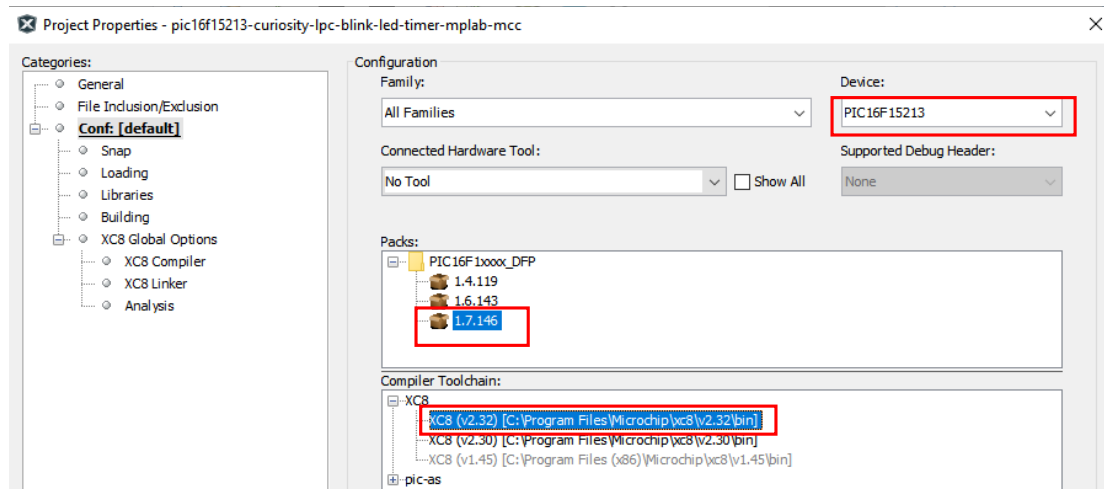 Project Properties - pic16f15213-curiosity-lpc-blink-led-timer-mplab-mcc
Categories:
General
File Inclusion/Exclusion
Conf: [default]
Snap
Loading
Libraries
Building
XC8 Global Options
XC8 Compiler
XC8 Linker
Analysis
Configuration
Family:
Device:
All Families
PIC16F15213
Connected Hardware Tool:
Supported Debug Header:
No Tool
Show All
None
Packs:
PIC16F1xxxx_DFP
1.4.119
1.6.143
1.7.146
Compiler Toolchain:
XC8
XC8 (v2.32) [C:\Program Files\Microchip\xc8\v2.32\bin]
XC8 (v2.30) [C:\Program Files\Microchip\xc8\v2.30\bin]
XC8 (v1.45) [C:\Program Files (x86)\Microchip\xc8\v1.45\bin]
pic-as